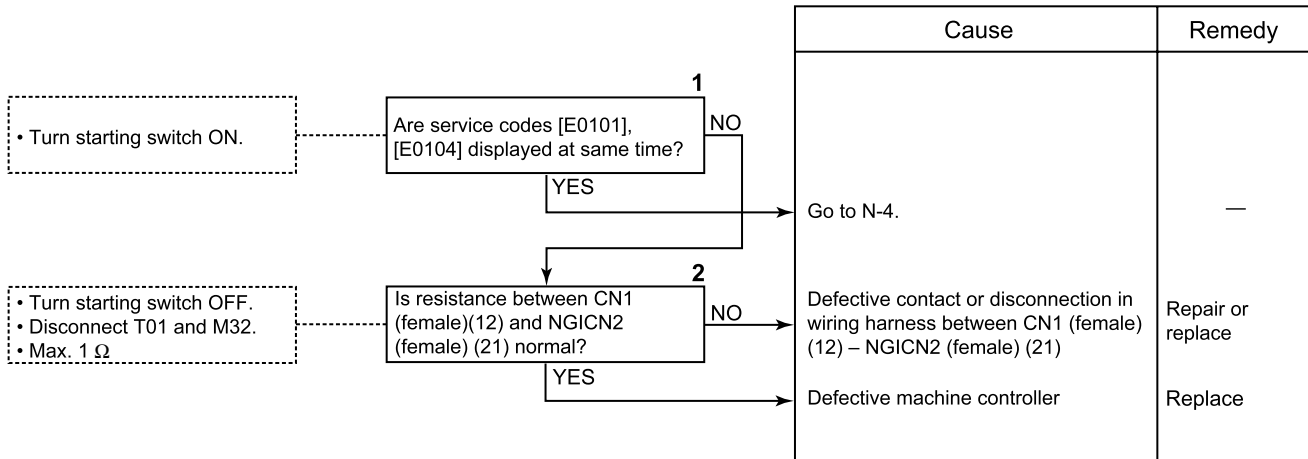 Cause
Remedy
1
• Turn starting switch ON.
Are service codes [E0101],
[E0104] displayed at same time?
NO
YES
Go to N-4.
—
2
• Turn starting switch OFF.
• Disconnect T01 and M32.
• Max. 1 Ω
Is resistance between CN1
(female)(12) and NGICN2
(female) (21) normal?
NO
Defective contact or disconnection in
wiring harness between CN1 (female)
(12) – NGICN2 (female) (21)
Repair or
replace
YES
Defective machine controller
Replace